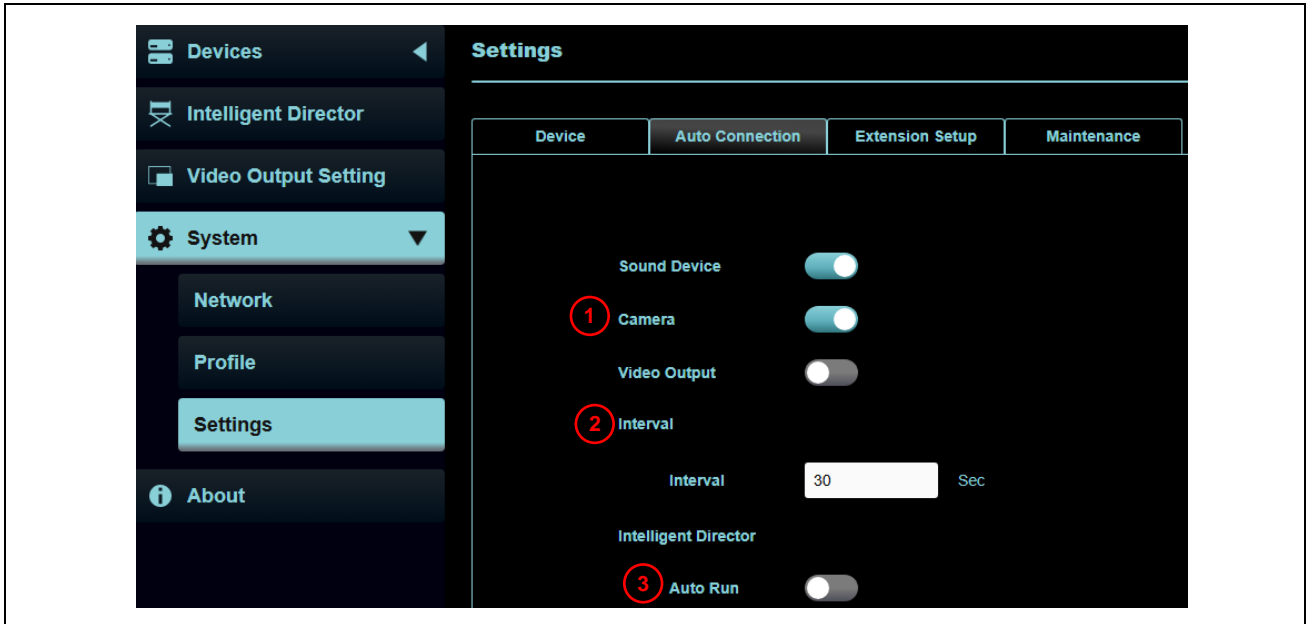 Devices
Intelligent Director
Video Output Setting
System
Network
Profile
Settings
About
Settings
Device
Auto Connection
Extension Setup
Maintenance
Sound Device
1 Camera
Video Output
2 Interval
Interval 30 Sec
Intelligent Director
3 Auto Run